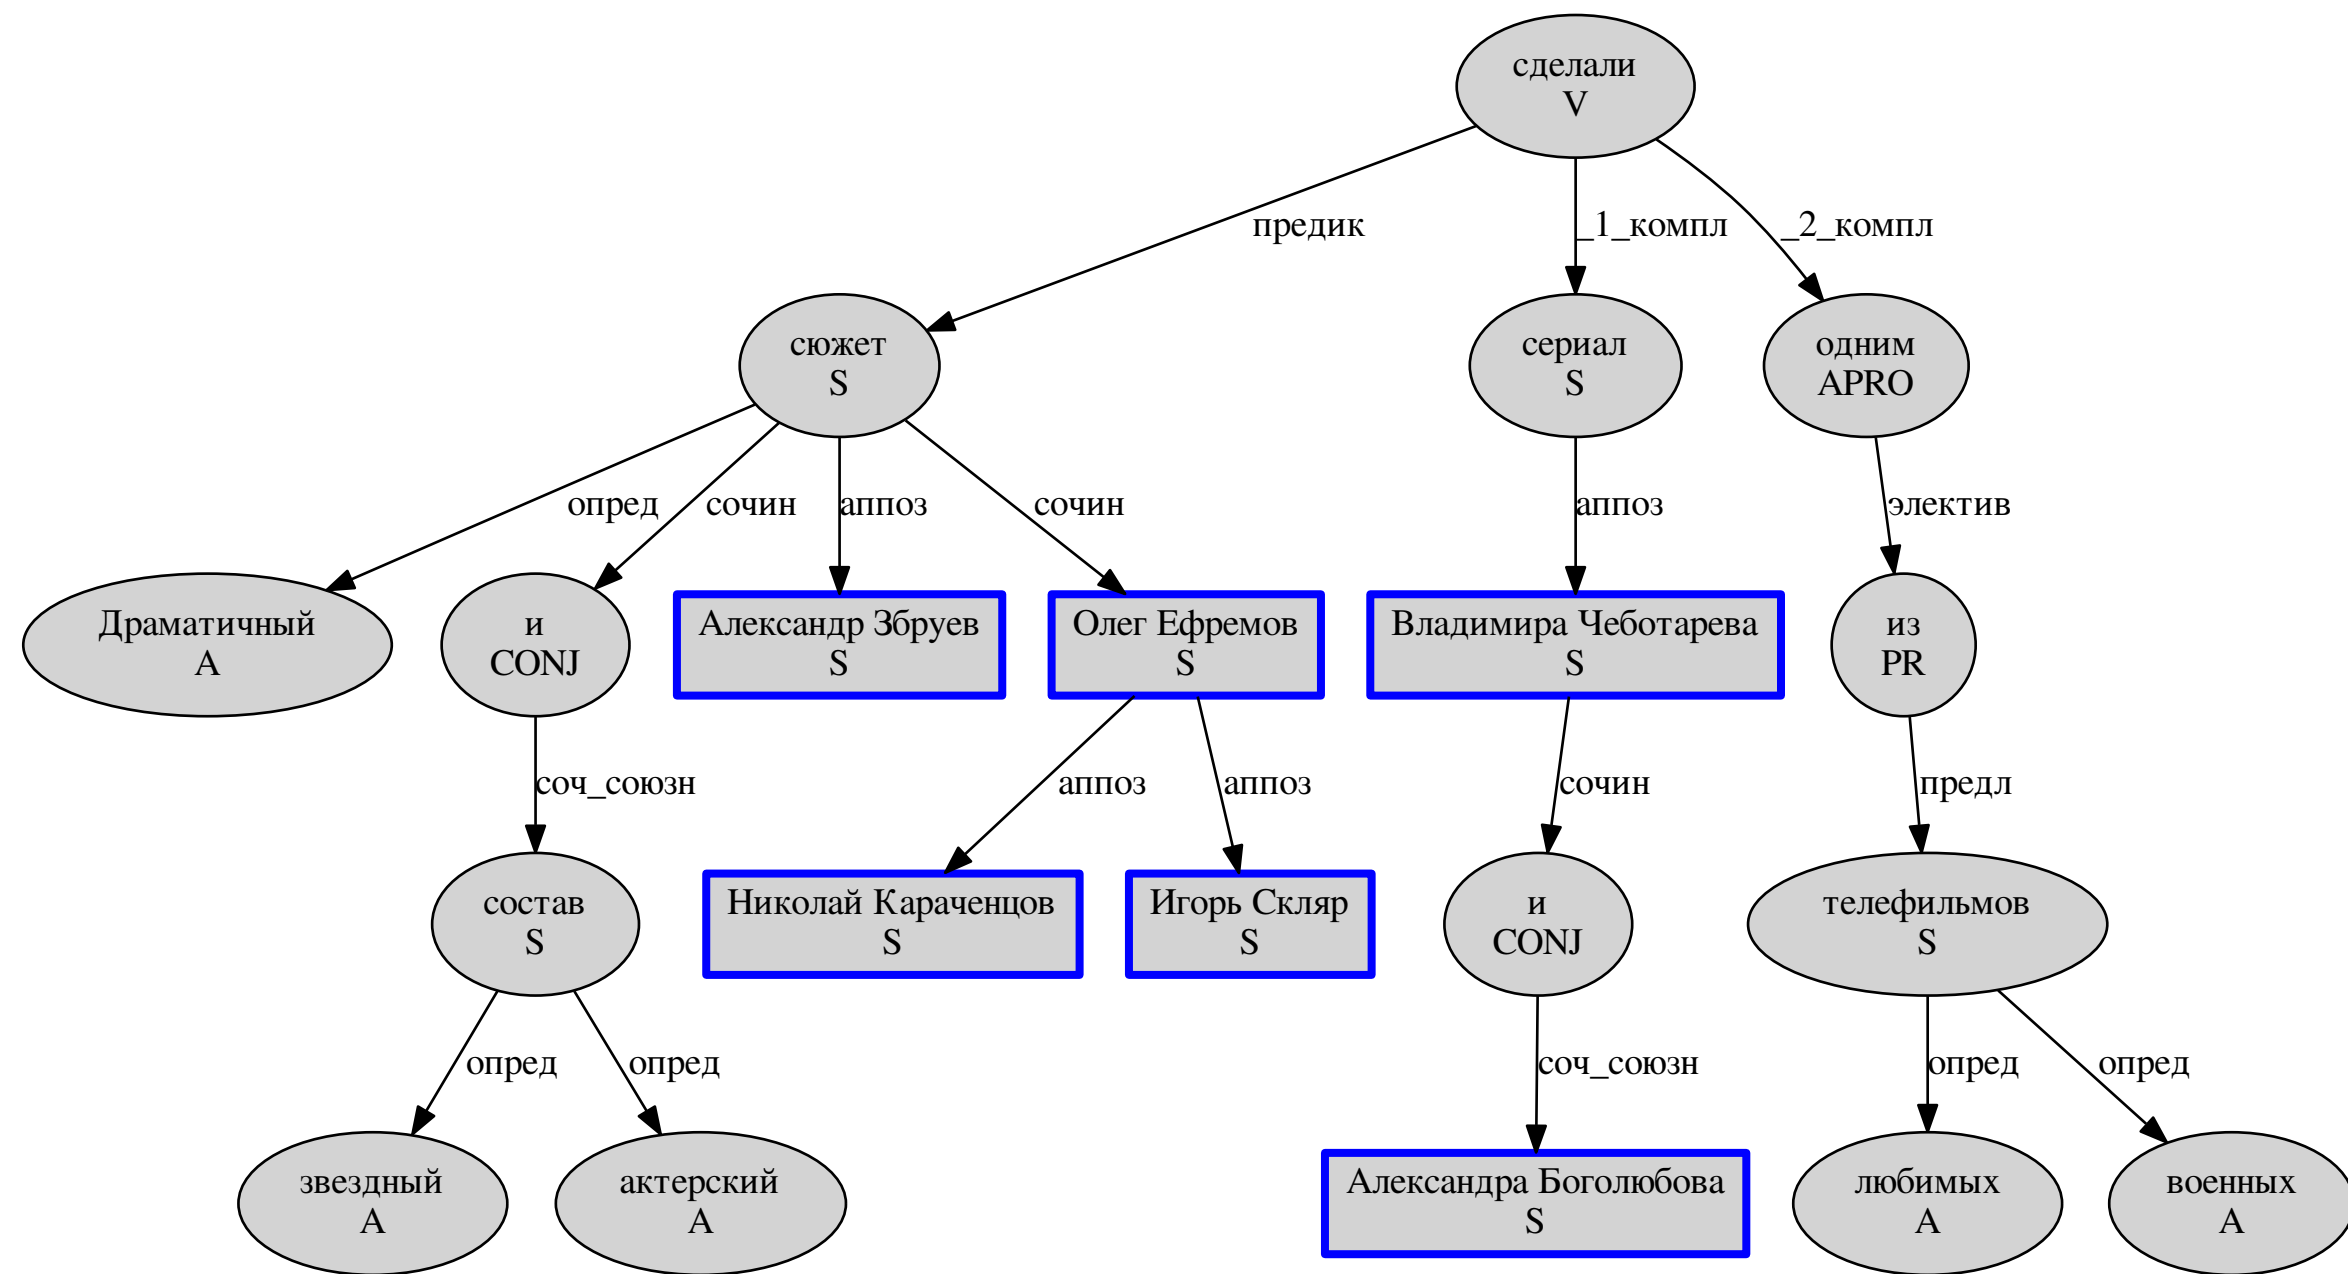 сделали
V
предик
_1_компл
_2_компл
сюжет
S
сериал
S
одним
APRO
опред
сочин
аппоз
сочин
аппоз
электив
Драматичный
A
и
CONJ
Александр Збруев
S
Олег Ефремов
S
Владимира Чеботарева
S
из
PR
соч_союзн
аппоз
аппоз
сочин
предл
состав
S
Николай Караченцов
S
Игорь Скляр
S
и
CONJ
телефильмов
S
опред
опред
соч_союзн
опред
опред
звездный
A
актерский
A
Александра Боголюбова
S
любимых
A
военных
A